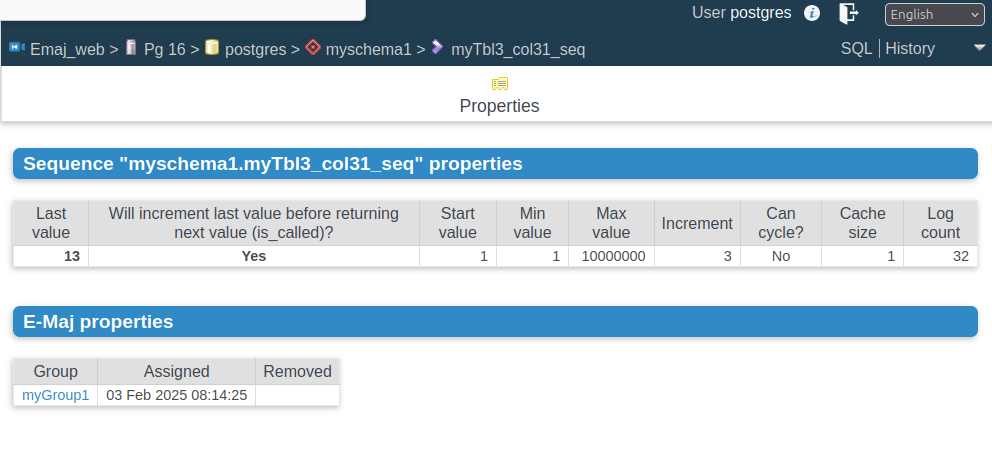 User postgres English
Emaj_web > Pg 16 > postgres > myschema1 > myTbl3_col31_seq SQL History
Properties
Sequence "myschema1.myTbl3_col31_seq" properties
Last value Will increment last value before returning next value (is_called)? Start value Min value Max value Increment Can cycle? Cache size Log count
13 Yes 1 1 10000000 3 No 1 32
E-Maj properties
Group Assigned Removed
myGroup1 03 Feb 2025 08:14:25